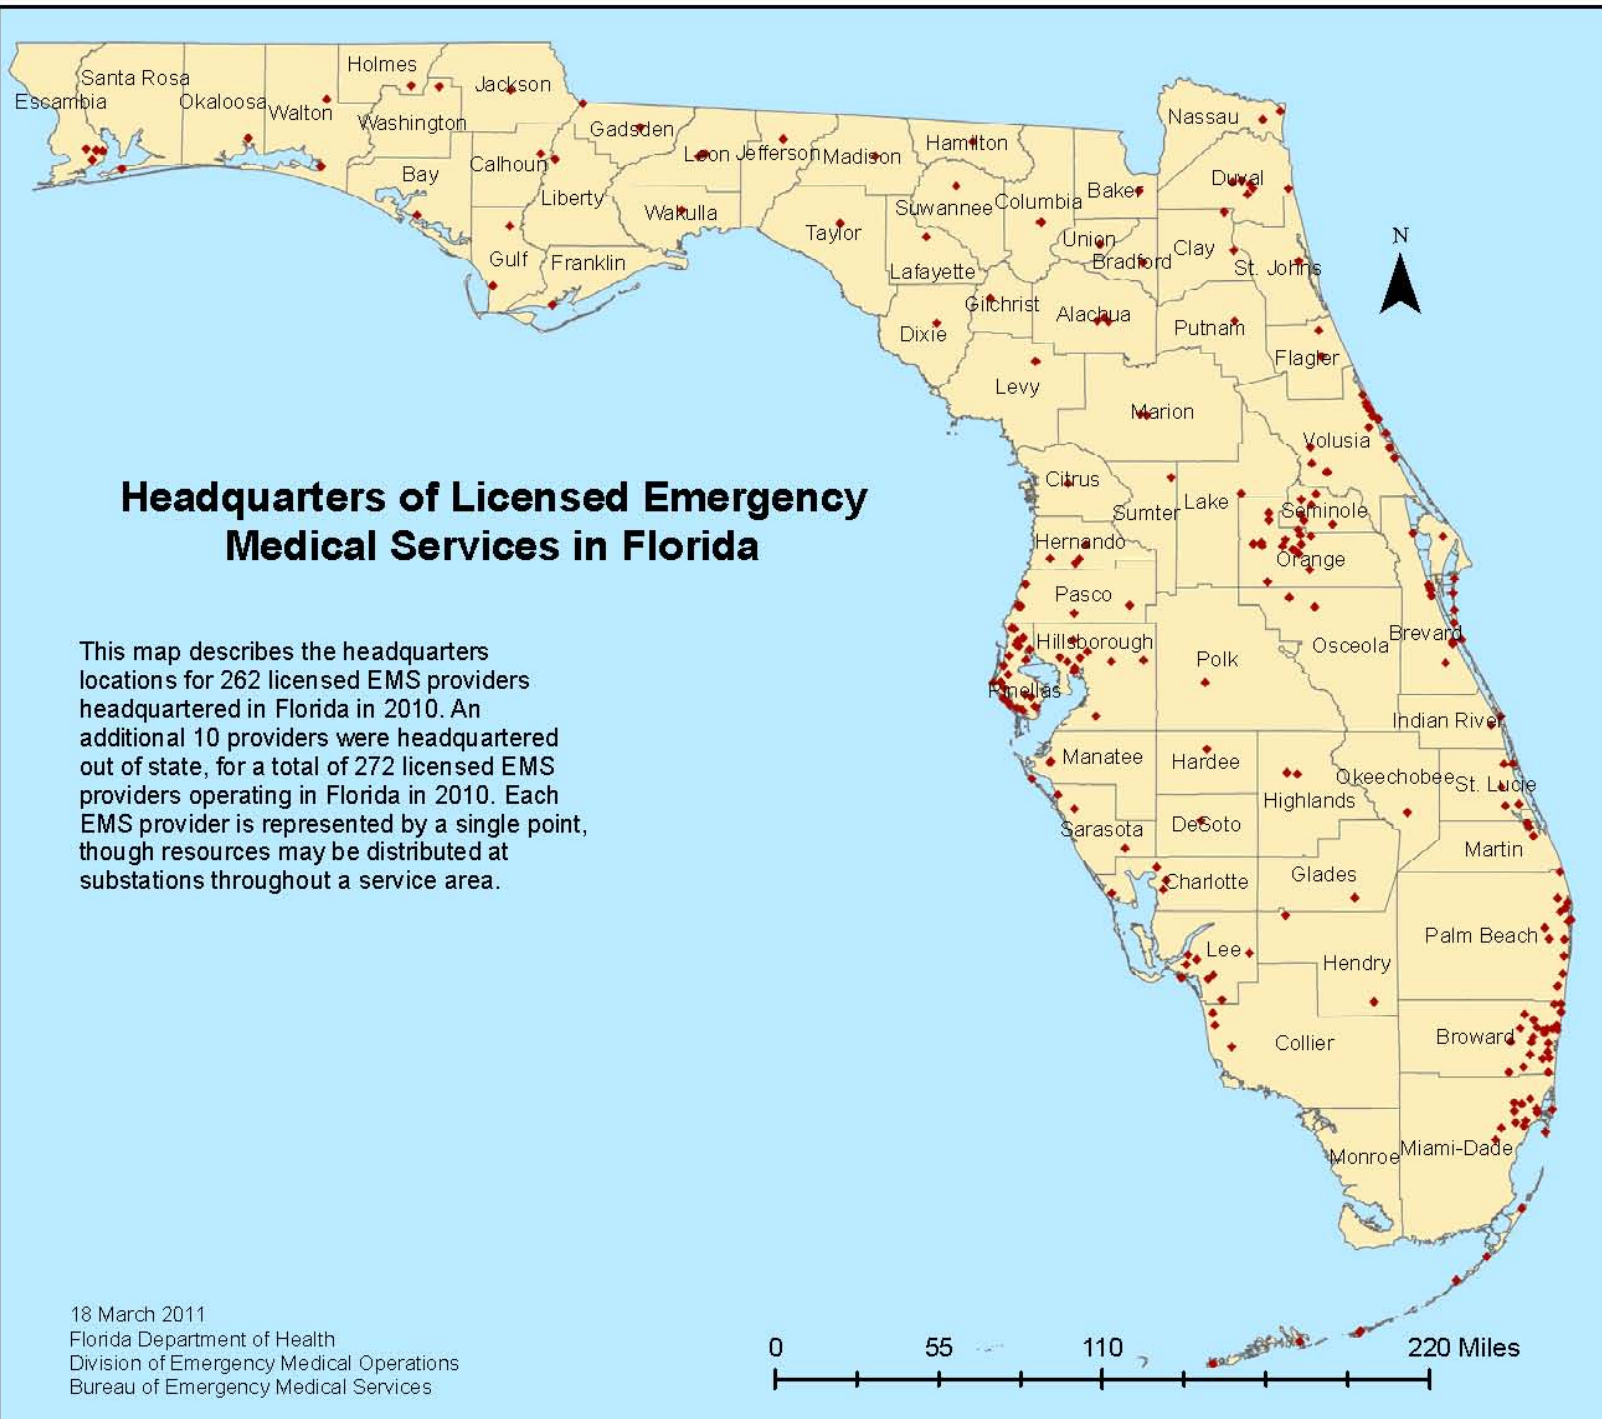 Santa Rosa
Escambia
Okaloosa
Walton
Holmes
Washington
Jackson
Bay
Calhoun
Gulf
Liberty
Franklin
Gadsden
Leon
Wakulla
Jefferson
Madison
Taylor
Hamilton
Suwannee
Lafayette
Columbia
Baker
Nassau
Duval
Union
Bradford
Clay
St. Johns
Gilchrist
Dixie
Alachua
Putnam
Flagler
Levy
Marion
Volusia
N
Headquarters of Licensed Emergency
Medical Services in Florida
This map describes the headquarters
locations for 262 licensed EMS providers
headquartered in Florida in 2010. An
additional 10 providers were headquartered
out of state, for a total of 272 licensed EMS
providers operating in Florida in 2010. Each
EMS provider is represented by a single point,
though resources may be distributed at
substations throughout a service area.
Citrus
Sumter
Lake
Seminole
Hernando
Orange
Pasco
Hillsborough
Pinellas
Polk
Osceola
Brevard
Indian River
Manatee
Hardee
Highlands
Okeechobee
St. Lucie
Sarasota
DeSoto
Martin
Charlotte
Glades
Lee
Hendry
Palm Beach
Collier
Broward
Monroe
Miami-Dade
18 March 2011
Florida Department of Health
Division of Emergency Medical Operations
Bureau of Emergency Medical Services
0 55 110 220 Miles